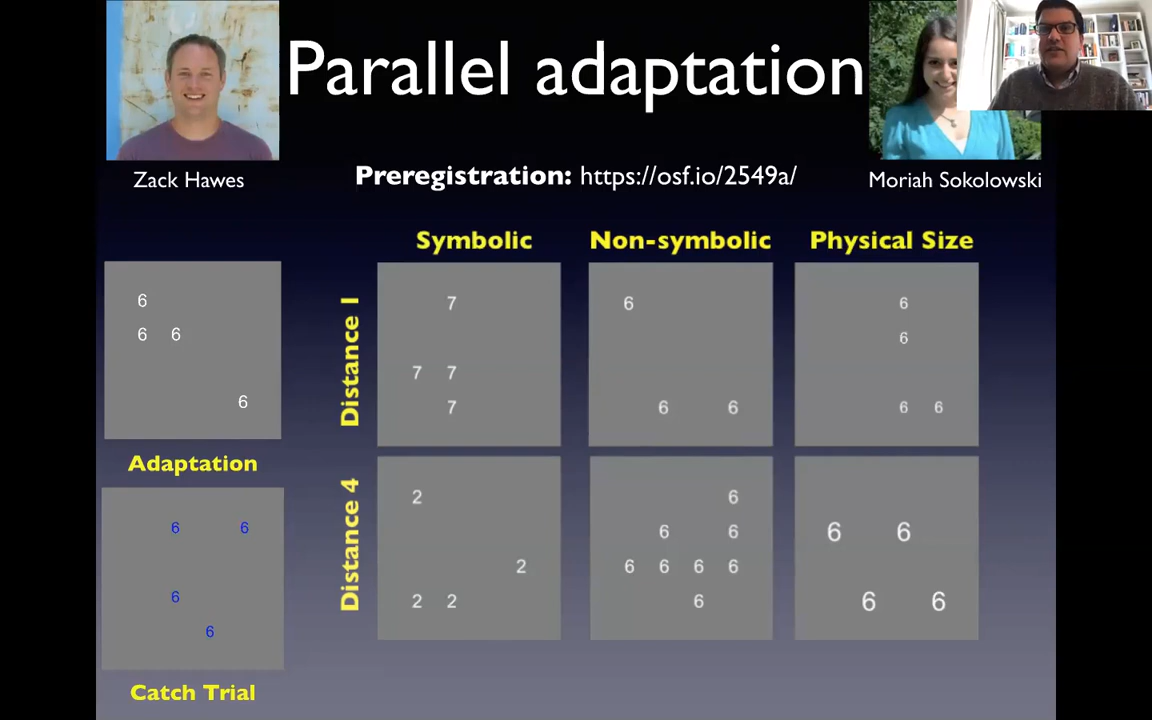 Parallel adaptation
Zack Hawes
Preregistration: https://osf.io/2549a/
Moriah Sokolowski
Symbolic
Non-symbolic
Physical Size
Distance 1
6
6 6
6
Adaptation
7
7 7
7
6
6 6
6
6
6 6
Distance 4
6 6
6
6
Catch Trial
2
2
2 2
6
6 6
6 6 6 6
6
6 6
6 6